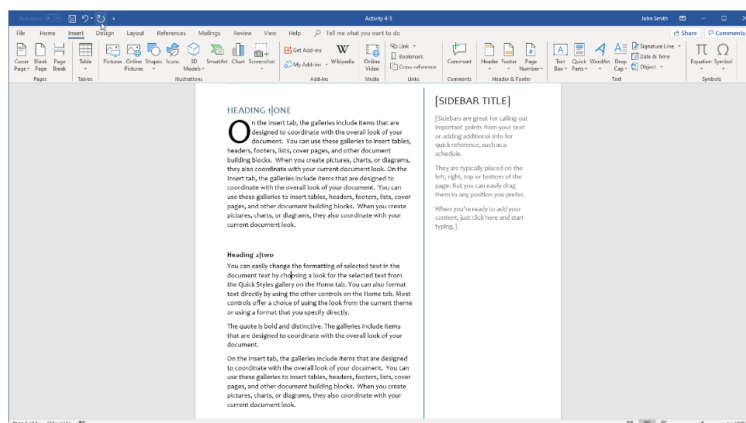 Activity 4-5
John Smith
File Home Insert Design Layout References Mailings Review View Help Tell me what you want to do
Share Comments
Cover Page Blank Page Page Break
Table
Pictures Online Pictures Shapes Icons 3D Models SmartArt Chart Screenshot
Get Add-ins
My Add-ins Wikipedia
Online Video
Link
Bookmark
Cross-reference
Comment
Header Footer Page Number
Text Box Quick Parts WordArt Drop Cap
Signature Line
Date & Time
Object
Equation Symbol
Pages Tables Illustrations Add-ins Media Links Comments Header & Footer Text Symbols
HEADING 1|ONE
On the Insert tab, the galleries include items that are
designed to coordinate with the overall look of your
document. You can use these galleries to insert tables,
headers, footers, lists, cover pages, and other document
building blocks. When you create pictures, charts, or diagrams,
they also coordinate with your current document look. On the
Insert tab, the galleries include items that are designed to
coordinate with the overall look of your document. You can
use these galleries to insert tables, headers, footers, lists, cover
pages, and other document building blocks. When you create
pictures, charts, or diagrams, they also coordinate with your
current document look.
Heading 2|two
You can easily change the formatting of selected text in the
document text by choosing a look for the selected text from
the Quick Styles gallery on the Home tab. You can also format
text directly by using the other controls on the Home tab. Most
controls offer a choice of using the look from the current theme
or using a format that you specify directly.
The quote is bold and distinctive. The galleries include items
that are designed to coordinate with the overall look of your
document.
On the Insert tab, the galleries include items that are designed
to coordinate with the overall look of your document. You can
use these galleries to insert tables, headers, footers, lists, cover
pages, and other document building blocks. When you create
pictures, charts, or diagrams, they also coordinate with your
current document look.
[SIDEBAR TITLE]
[Sidebars are great for calling out
important points from your text
or adding additional info for
quick reference, such as a
schedule.
They are typically placed on the
left, right, top or bottom of the
page. But you can easily drag
them to any position you prefer.
When you're ready to add your
content, just click here and start
typing.]